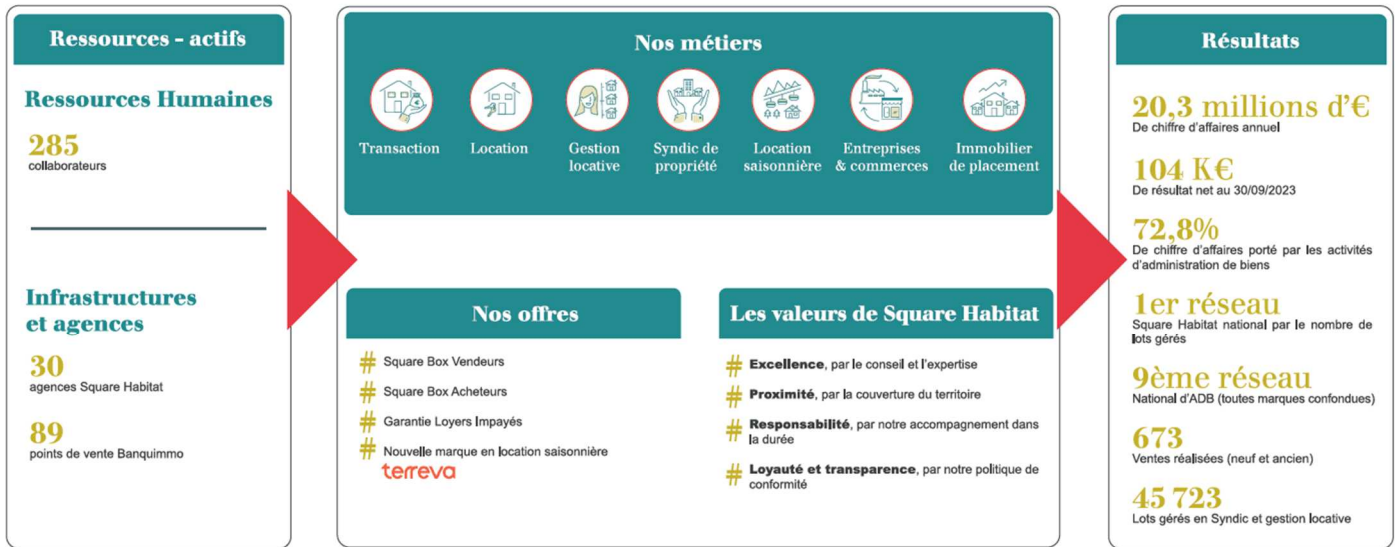 Ressources - actifs
Ressources Humaines
285
collaborateurs
Infrastructures
et agences
30
agences Square Habitat
89
points de vente Banquimmo
Nos métiers
Transaction
Location
Gestion
locative
Syndic de
propriété
Location
saisonnière
Entreprises
& commerces
Immobilier
de placement
Nos offres
# Square Box Vendeurs
# Square Box Acheteurs
# Garantie Loyers Impayés
# Nouvelle marque en location saisonnière
terreva
Les valeurs de Square Habitat
# Excellence, par le conseil et l'expertise
# Proximité, par la couverture du territoire
# Responsabilité, par notre accompagnement dans
la durée
# Loyauté et transparence, par notre politique de
conformité
Résultats
20,3 millions d'€
De chiffre d'affaires annuel
104 K€
De résultat net au 30/09/2023
72,8%
De chiffre d'affaires porté par les activités
d'administration de biens
1er réseau
Square Habitat national par le nombre de
lots gérés
9ème réseau
National d'ADB (toutes marques confondues)
673
Ventes réalisées (neuf et ancien)
45 723
Lots gérés en Syndic et gestion locative